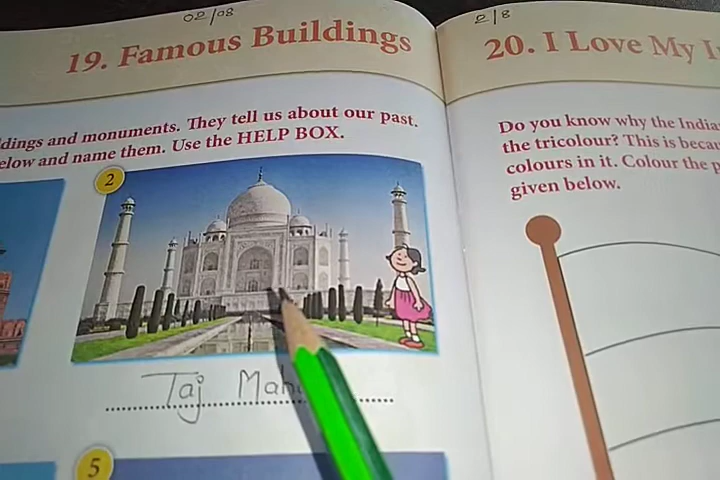 02/08
19. Famous Buildings
ldings and monuments. They tell us about our past.
elow and name them. Use the HELP BOX.
2
Taj Mah
5
2/8
20. I Love My I
Do you know why the India
the tricolour? This is becau
colours in it. Colour the p
given below.